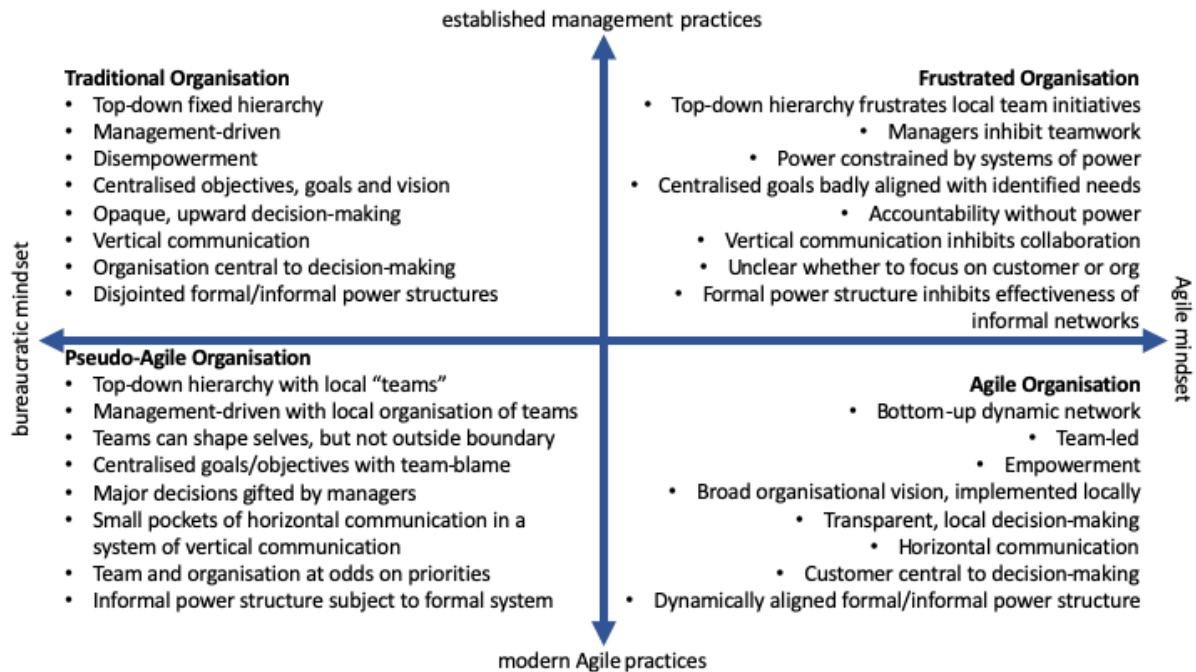 established management practices
Traditional Organisation
• Top-down fixed hierarchy
• Management-driven
• Disempowerment
• Centralised objectives, goals and vision
• Opaque, upward decision-making
• Vertical communication
• Organisation central to decision-making
• Disjointed formal/informal power structures
Frustrated Organisation
• Top-down hierarchy frustrates local team initiatives
• Managers inhibit teamwork
• Power constrained by systems of power
• Centralised goals badly aligned with identified needs
• Accountability without power
• Vertical communication inhibits collaboration
• Unclear whether to focus on customer or org
• Formal power structure inhibits effectiveness of
informal networks
bureaucratic mindset
Agile mindset
Pseudo-Agile Organisation
• Top-down hierarchy with local “teams”
• Management-driven with local organisation of teams
• Teams can shape selves, but not outside boundary
• Centralised goals/objectives with team-blame
• Major decisions gifted by managers
• Small pockets of horizontal communication in a
system of vertical communication
• Team and organisation at odds on priorities
• Informal power structure subject to formal system
Agile Organisation
• Bottom-up dynamic network
• Team-led
• Empowerment
• Broad organisational vision, implemented locally
• Transparent, local decision-making
• Horizontal communication
• Customer central to decision-making
• Dynamically aligned formal/informal power structure
modern Agile practices